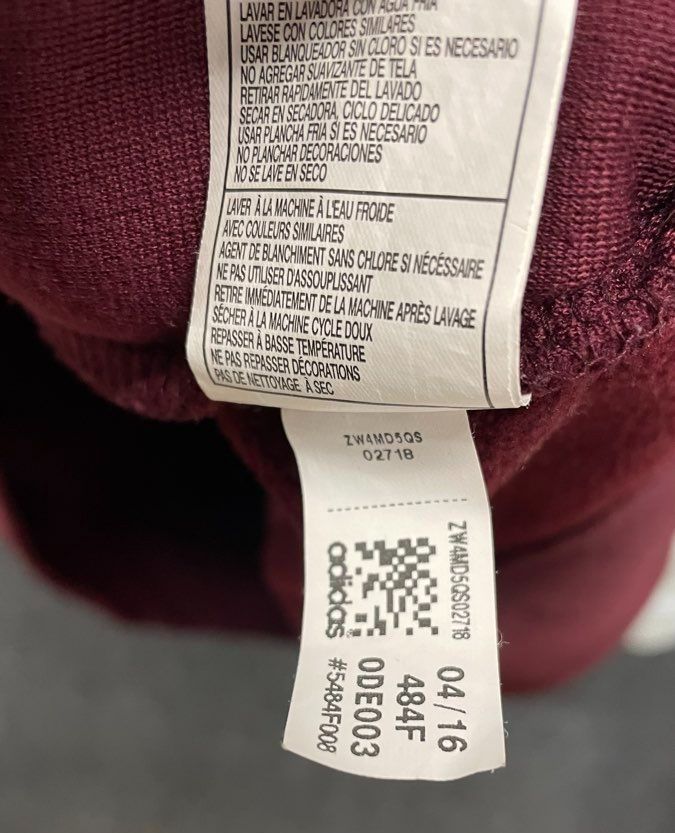 LAVAR EN LAVADORA CON AGUA FRIA
LAVESE CON COLORES SIMILARES
USAR BLANQUEADOR SIN CLORO SI ES NECESARIO
NO AGREGAR SUAVIZANTE DE TELA
RETIRAR RAPIDAMENTE DEL LAVADO
SECAR EN SECADORA, CICLO DELICADO
USAR PLANCHA FRIA SI ES NECESARIO
NO PLANCHAR DECORACIONES
NO SE LAVE EN SECO
LAVER À LA MACHINE À L'EAU FROIDE
AVEC COULEURS SIMILAIRES
AGENT DE BLANCHIMENT SANS CHLORE SI NÉCÉSSAIRE
NE PAS UTILISER D'ASSOUPLISSANT
RETIRE IMMÉDIATEMENT DE LA MACHINE APRÈS LAVAGE
SÉCHER À LA MACHINE CYCLE DOUX
REPASSER À BASSE TEMPÉRATURE
NE PAS REPASSER DÉCORATIONS
PAS DE NETTOYAGE À SEC
ZW4MD5QS
02718
ZW4MD5QS02718
adidas
04/16
484F
0DE003
#5484F008